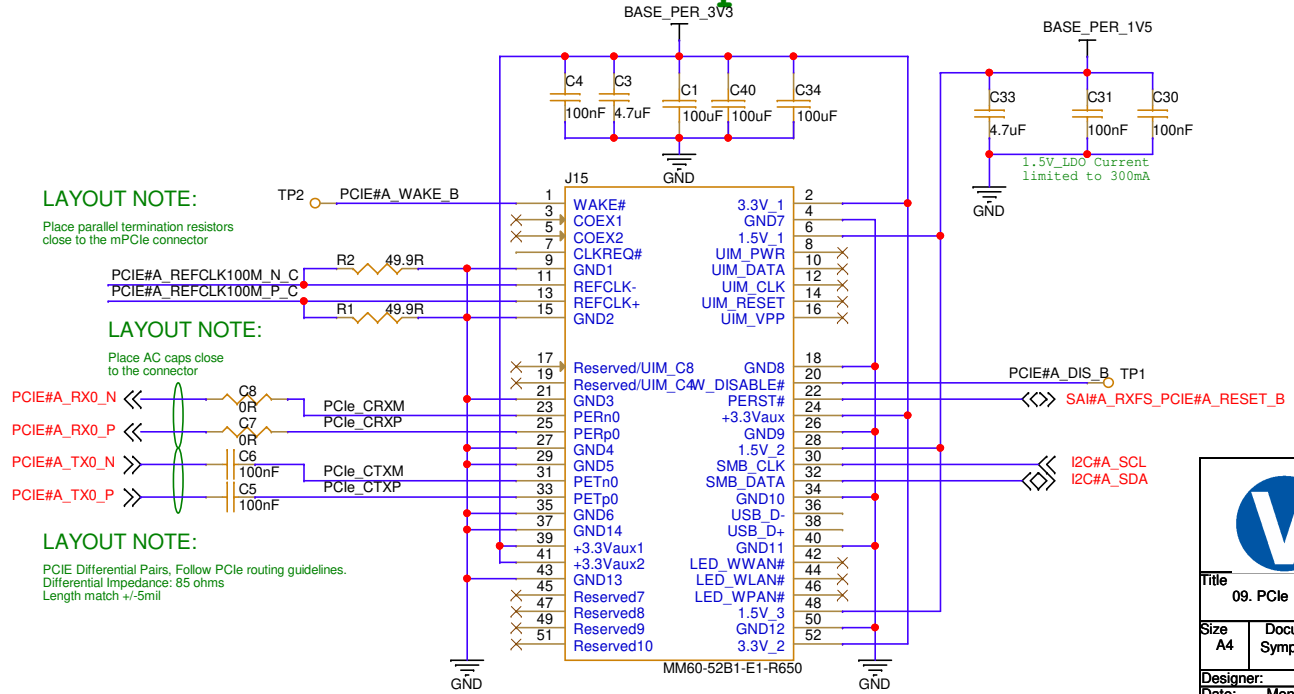 BASE_PER_3V3
BASE_PER_1V5
C4
100nF
C3
4.7uF
C1
100uF
C40
100uF
C34
100uF
GND
C33
4.7uF
C31
100nF
C30
100nF
1.5V_LDO Current
limited to 300mA
GND
LAYOUT NOTE:
Place parallel termination resistors
close to the mPCIe connector
TP2
PCIE#A_WAKE_B
PCIE#A_REFCLK100M_N_C
PCIE#A_REFCLK100M_P_C
R2 49.9R
R1 49.9R
LAYOUT NOTE:
Place AC caps close
to the connector
PCIE#A_RX0_N
PCIE#A_RX0_P
PCIE#A_TX0_N
PCIE#A_TX0_P
C8
0R
C7
0R
C6
100nF
C5
100nF
PCIe_CRXM
PCIe_CRXP
PCIe_CTXM
PCIe_CTXP
LAYOUT NOTE:
PCIE Differential Pairs, Follow PCIe routing guidelines.
Differential Impedance: 85 ohms
Length match +/-5mil
GND
J15
1 WAKE# 3.3V_1 2
3 COEX1 GND7 4
5 COEX2 1.5V_1 6
7 CLKREQ# UIM_PWR 8
9 GND1 UIM_DATA 10
11 REFCLK- UIM_CLK 12
13 REFCLK+ UIM_RESET 14
15 GND2 UIM_VPP 16
17 Reserved/UIM_C8 GND8 18
19 Reserved/UIM_C4 W_DISABLE# 20
21 GND3 PERST# 22
23 PERn0 +3.3Vaux 24
25 PERp0 GND9 26
27 GND4 1.5V_2 28
29 GND5 SMB_CLK 30
31 PETn0 SMB_DATA 32
33 PETp0 GND10 34
35 GND6 USB_D- 36
37 GND14 USB_D+ 38
39 +3.3Vaux1 GND11 40
41 +3.3Vaux2 LED_WWAN# 42
43 GND13 LED_WLAN# 44
45 Reserved7 LED_WPAN# 46
47 Reserved8 1.5V_3 48
49 Reserved9 GND12 50
51 Reserved10 3.3V_2 52
MM60-52B1-E1-R650
GND
PCIE#A_DIS_B TP1
SAI#A_RXFS_PCIE#A_RESET_B
I2C#A_SCL
I2C#A_SDA
Title
09. PCIe
Size
A4
Designer: